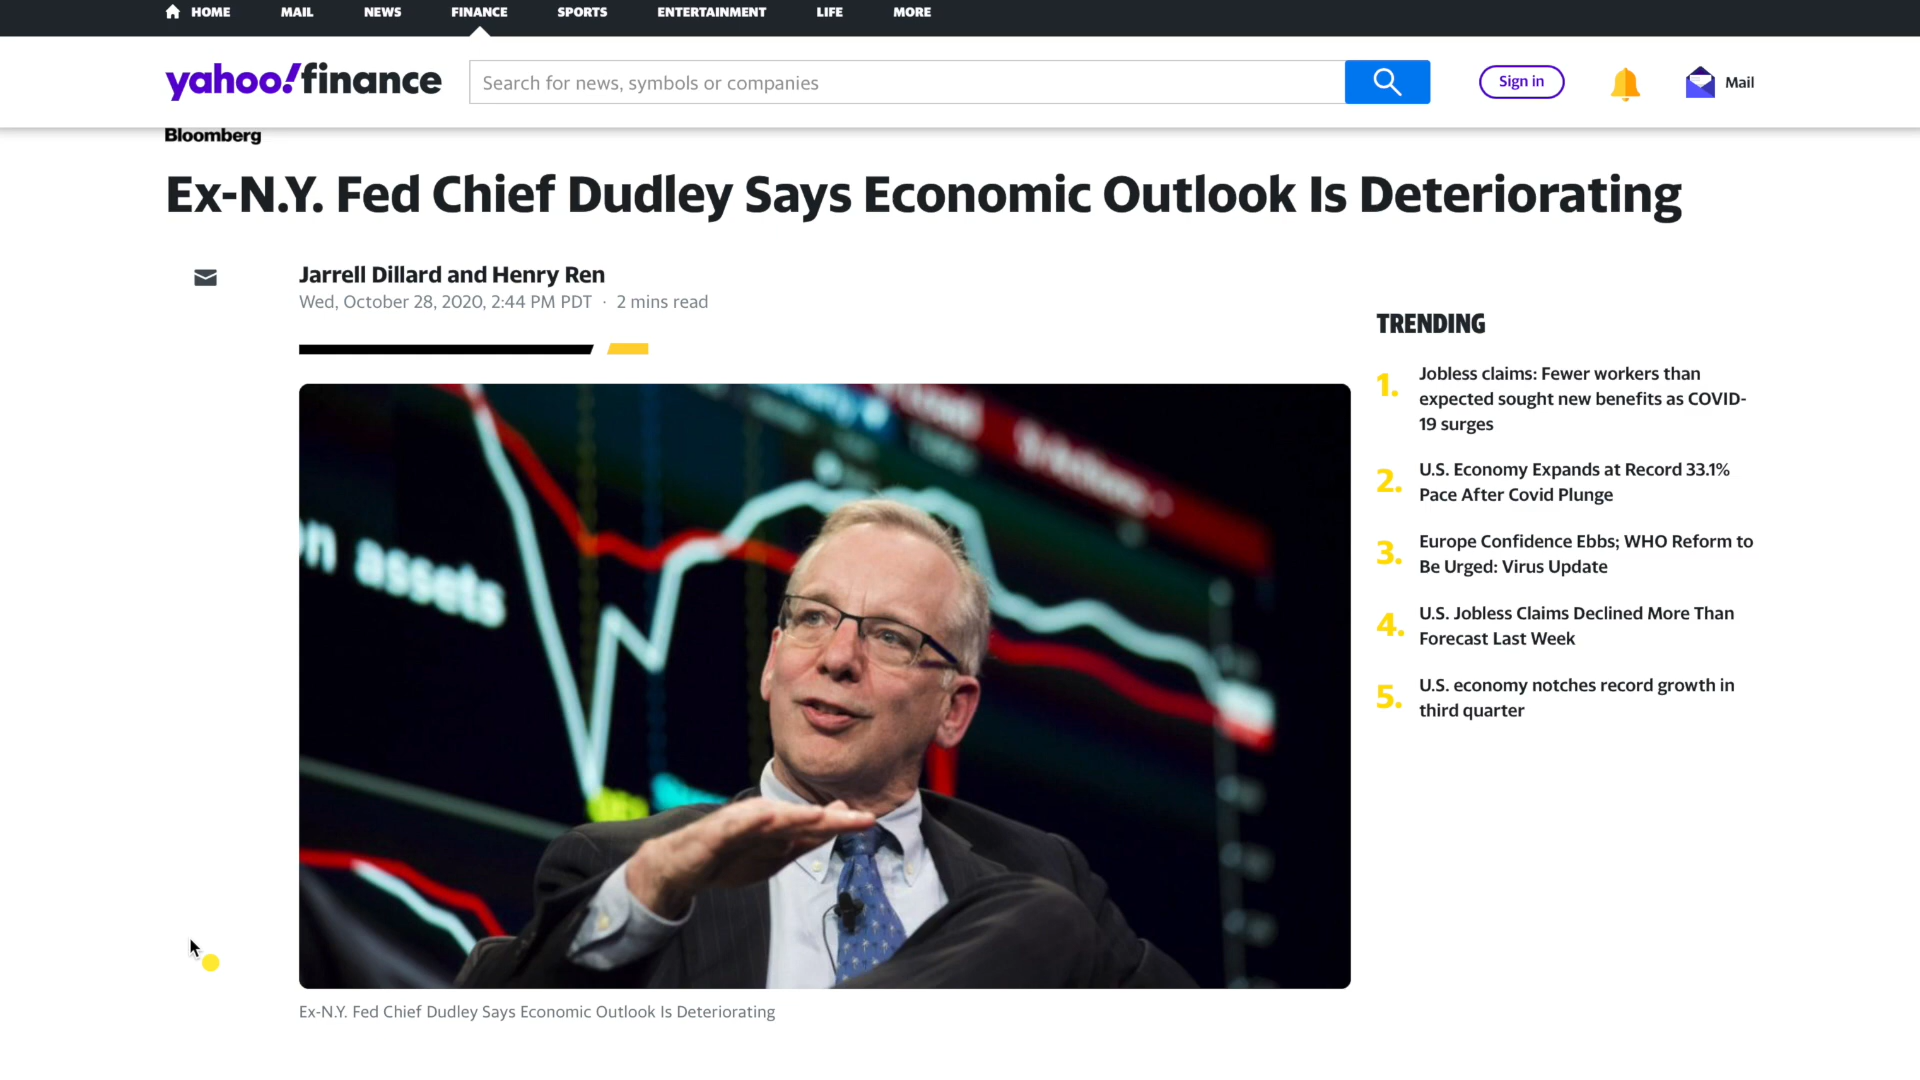 HOME MAIL NEWS FINANCE SPORTS ENTERTAINMENT LIFE MORE
yahoo!finance
Search for news, symbols or companies
Sign in
Mail
Bloomberg
Ex-N.Y. Fed Chief Dudley Says Economic Outlook Is Deteriorating
Jarrell Dillard and Henry Ren
Wed, October 28, 2020, 2:44 PM PDT · 2 mins read
TRENDING
1. Jobless claims: Fewer workers than
expected sought new benefits as COVID-
19 surges
2. U.S. Economy Expands at Record 33.1%
Pace After Covid Plunge
3. Europe Confidence Ebbs; WHO Reform to
Be Urged: Virus Update
4. U.S. Jobless Claims Declined More Than
Forecast Last Week
5. U.S. economy notches record growth in
third quarter
n assets
Ex-N.Y. Fed Chief Dudley Says Economic Outlook Is Deteriorating